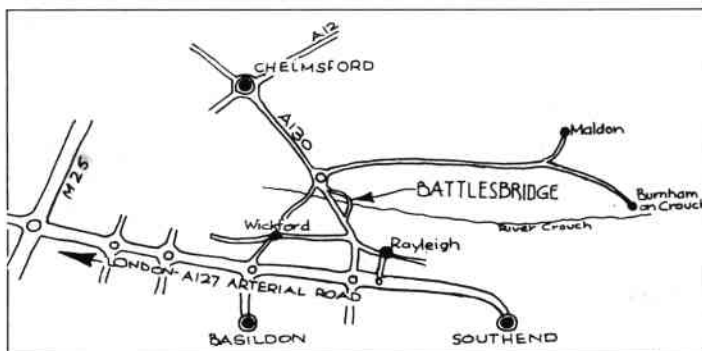 A12
CHELMSFORD
A130
Maldon
M25
BATTLESBRIDGE
Burnham
on Crouch
Wickford
River Crouch
Rayleigh
LONDON-A127 ARTERIAL ROAD
BASILDON
SOUTHEND